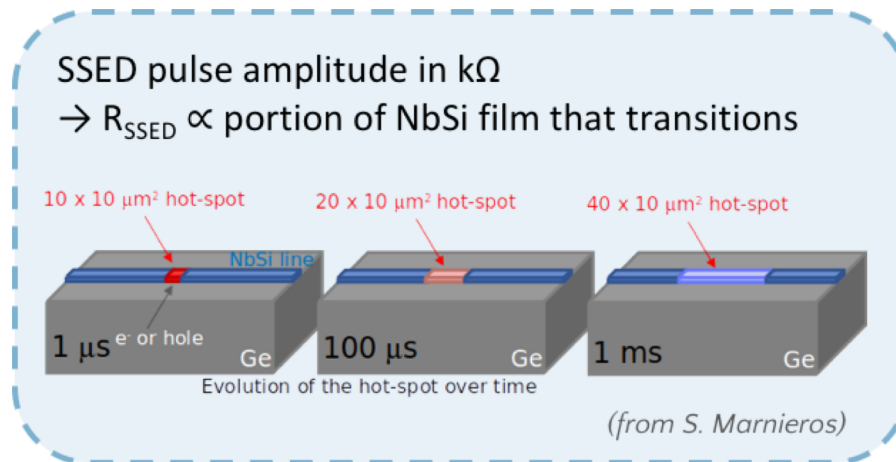 SSED pulse amplitude in kΩ
→ R_SSED ∝ portion of NbSi film that transitions
10 x 10 µm² hot-spot
20 x 10 µm² hot-spot
40 x 10 µm² hot-spot
NbSi line
e⁻ or hole
1 µs
Ge
100 µs
Ge
1 ms
Ge
Evolution of the hot-spot over time
(from S. Marnieros)